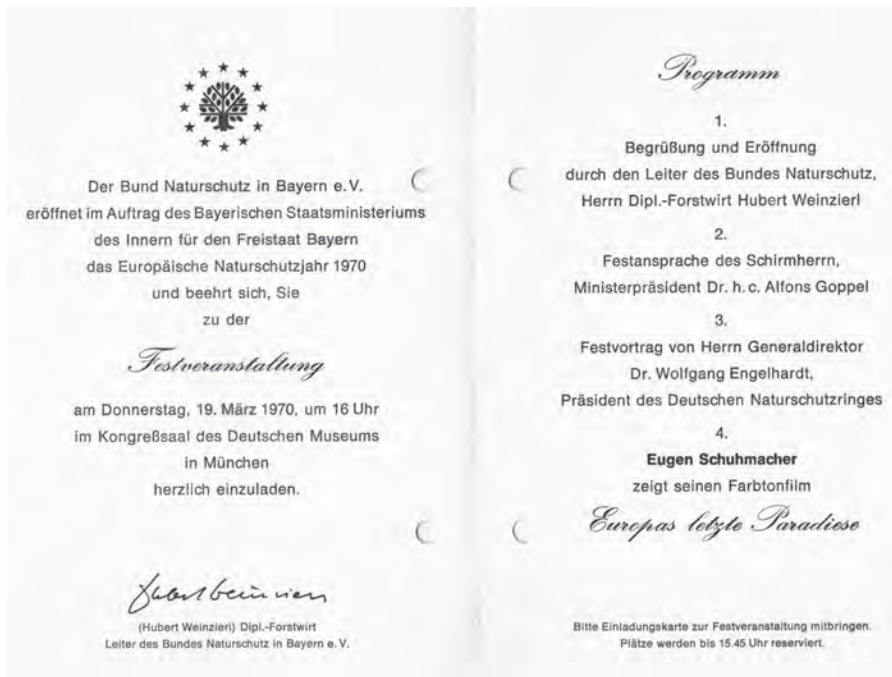 Der Bund Naturschutz in Bayern e. V.
eröffnet im Auftrag des Bayerischen Staatsministeriums
des Innern für den Freistaat Bayern
das Europäische Naturschutzjahr 1970
und beehrt sich, Sie
zu der
Festveranstaltung
am Donnerstag, 19. März 1970, um 16 Uhr
im Kongreßsaal des Deutschen Museums
in München
herzlich einzuladen.
(Hubert Weinzierl) Dipl.-Forstwirt
Leiter des Bundes Naturschutz in Bayern e. V.
Programm
1.
Begrüßung und Eröffnung
durch den Leiter des Bundes Naturschutz,
Herrn Dipl.-Forstwirt Hubert Weinzierl
2.
Festansprache des Schirmherrn,
Ministerpräsident Dr. h. c. Alfons Goppel
3.
Festvortrag von Herrn Generaldirektor
Dr. Wolfgang Engelhardt,
Präsident des Deutschen Naturschutzringes
4.
Eugen Schuhmacher
zeigt seinen Farbtonfilm
Europas letzte Paradiese
Bitte Einladungskarte zur Festveranstaltung mitbringen.
Plätze werden bis 15.45 Uhr reserviert.